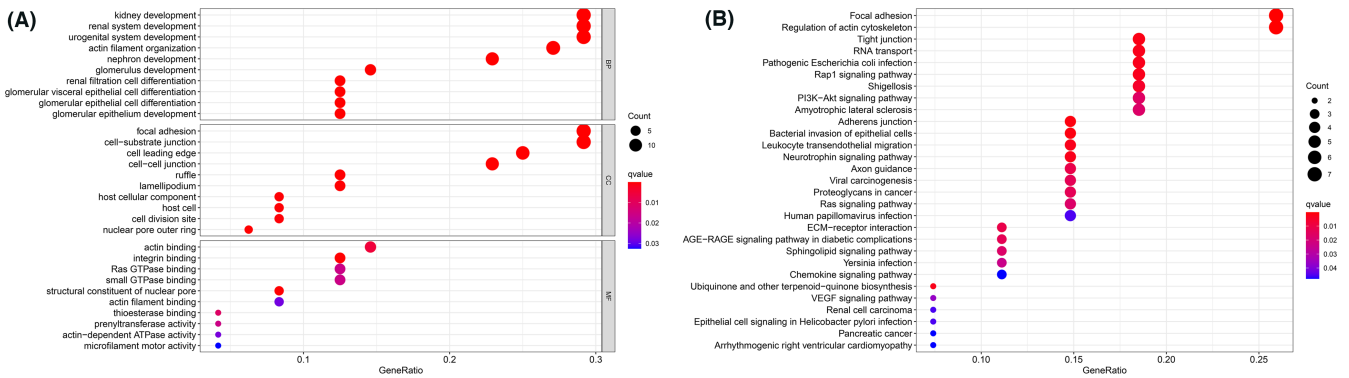 (A)
kidney development
renal system development
urogenital system development
actin filament organization
nephron development
glomerulus development
renal filtration cell differentiation
glomerular visceral epithelial cell differentiation
glomerular epithelial cell differentiation
glomerular epithelium development
BP
focal adhesion
cell−substrate junction
cell leading edge
cell−cell junction
ruffle
lamellipodium
host cellular component
host cell
cell division site
nuclear pore outer ring
CC
actin binding
integrin binding
Ras GTPase binding
small GTPase binding
structural constituent of nuclear pore
actin filament binding
thioesterase binding
prenyltransferase activity
actin−dependent ATPase activity
microfilament motor activity
MF
0.1 0.2 0.3
GeneRatio
Count
5
10
qvalue
0.01
0.02
0.03
(B)
Focal adhesion
Regulation of actin cytoskeleton
Tight junction
RNA transport
Pathogenic Escherichia coli infection
Rap1 signaling pathway
Shigellosis
PI3K−Akt signaling pathway
Amyotrophic lateral sclerosis
Adherens junction
Bacterial invasion of epithelial cells
Leukocyte transendothelial migration
Neurotrophin signaling pathway
Axon guidance
Viral carcinogenesis
Proteoglycans in cancer
Ras signaling pathway
Human papillomavirus infection
ECM−receptor interaction
AGE−RAGE signaling pathway in diabetic complications
Sphingolipid signaling pathway
Yersinia infection
Chemokine signaling pathway
Ubiquinone and other terpenoid−quinone biosynthesis
VEGF signaling pathway
Renal cell carcinoma
Epithelial cell signaling in Helicobacter pylori infection
Pancreatic cancer
Arrhythmogenic right ventricular cardiomyopathy
0.10 0.15 0.20 0.25
GeneRatio
Count
2
3
4
5
6
7
qvalue
0.01
0.02
0.03
0.04